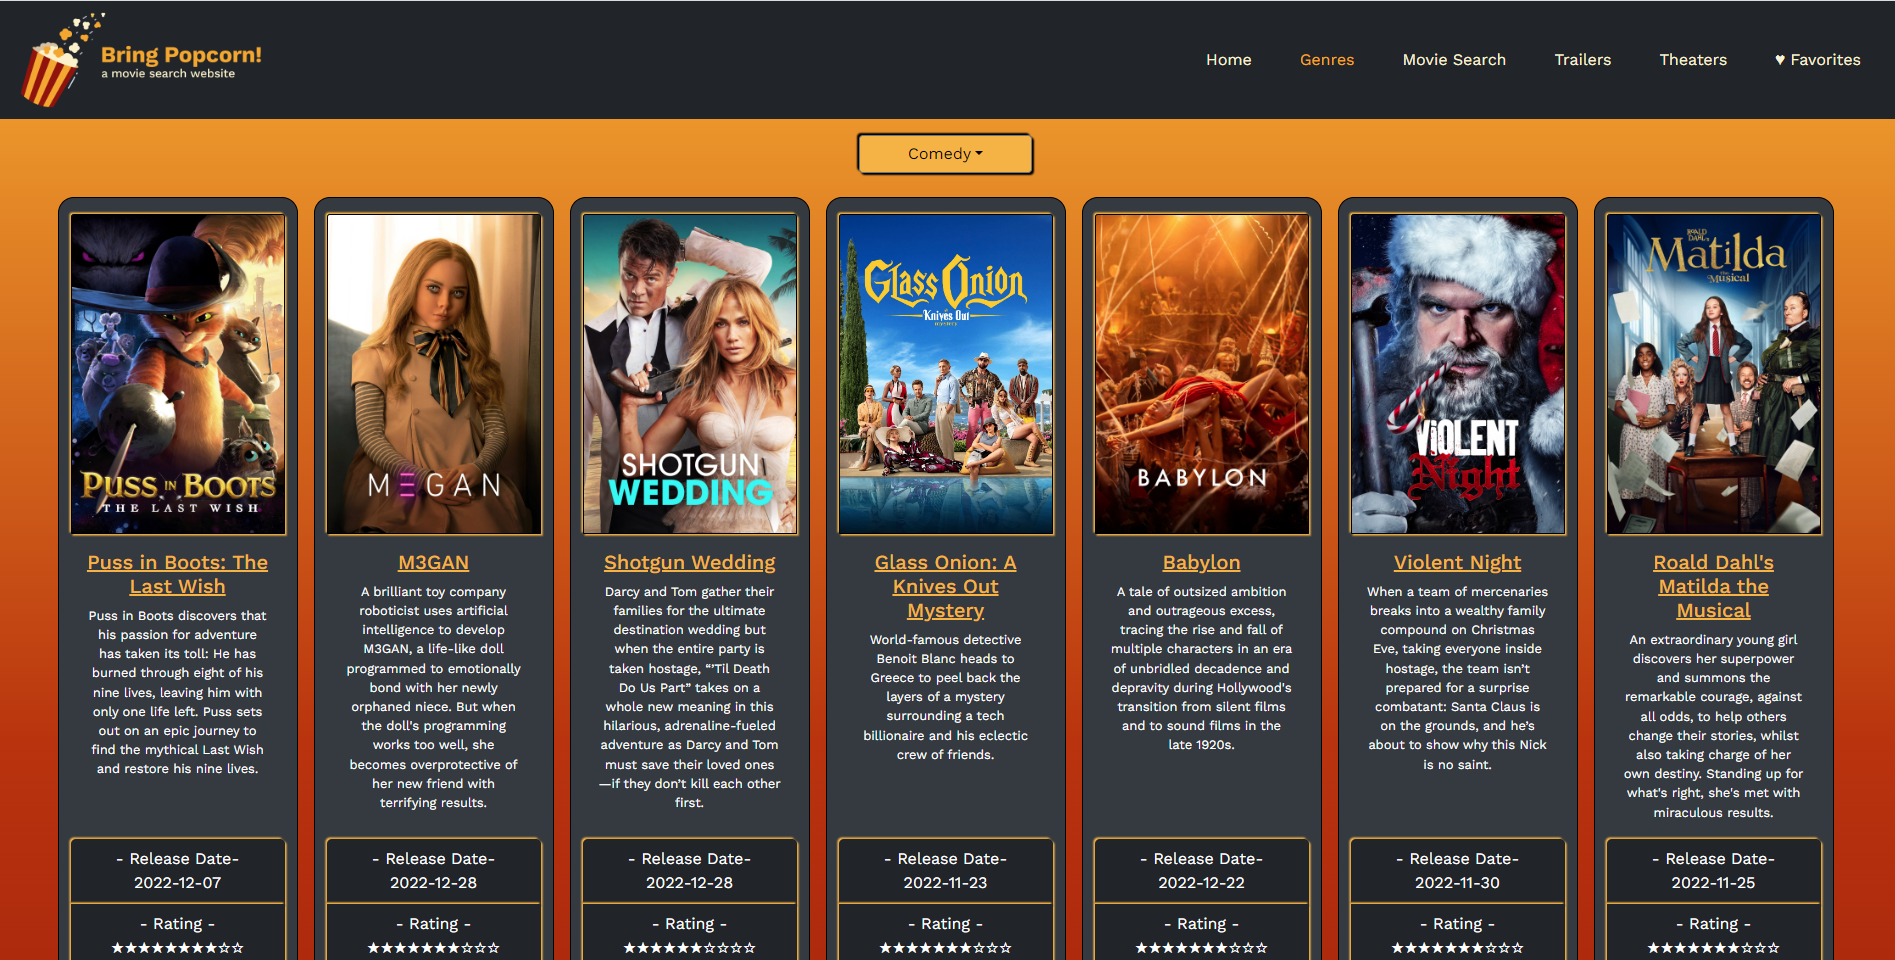 Bring Popcorn!
a movie search website
Home
Genres
Movie Search
Trailers
Theaters
♥ Favorites
Comedy
PUSS IN BOOTS
THE LAST WISH
Puss in Boots: The
Last Wish
Puss in Boots discovers that
his passion for adventure
has taken its toll: He has
burned through eight of his
nine lives, leaving him with
only one life left. Puss sets
out on an epic journey to
find the mythical Last Wish
and restore his nine lives.
- Release Date-
2022-12-07
- Rating -
★★★★★★★★☆☆
M3GAN
M3GAN
A brilliant toy company
roboticist uses artificial
intelligence to develop
M3GAN, a life-like doll
programmed to emotionally
bond with her newly
orphaned niece. But when
the doll's programming
works too well, she
becomes overprotective of
her new friend with
terrifying results.
- Release Date-
2022-12-28
- Rating -
★★★★★★★☆☆☆
SHOTGUN
WEDDING
Shotgun Wedding
Darcy and Tom gather their
families for the ultimate
destination wedding but
when the entire party is
taken hostage, “’Til Death
Do Us Part” takes on a
whole new meaning in this
hilarious, adrenaline-fueled
adventure as Darcy and Tom
must save their loved ones
—if they don’t kill each other
first.
- Release Date-
2022-12-28
- Rating -
★★★★★★☆☆☆☆
Glass Onion
Knives Out
Glass Onion: A
Knives Out
Mystery
World-famous detective
Benoit Blanc heads to
Greece to peel back the
layers of a mystery
surrounding a tech
billionaire and his eclectic
crew of friends.
- Release Date-
2022-11-23
- Rating -
★★★★★★★☆☆☆
BABYLON
Babylon
A tale of outsized ambition
and outrageous excess,
tracing the rise and fall of
multiple characters in an era
of unbridled decadence and
depravity during Hollywood's
transition from silent films
and to sound films in the
late 1920s.
- Release Date-
2022-12-22
- Rating -
★★★★★★★☆☆☆
VIOLENT
Night
Violent Night
When a team of mercenaries
breaks into a wealthy family
compound on Christmas
Eve, taking everyone inside
hostage, the team isn’t
prepared for a surprise
combatant: Santa Claus is
on the grounds, and he’s
about to show why this Nick
is no saint.
- Release Date-
2022-11-30
- Rating -
★★★★★★★☆☆☆
ROALD
DAHL'S
Matilda
the
Musical
Roald Dahl's
Matilda the
Musical
An extraordinary young girl
discovers her superpower
and summons the
remarkable courage, against
all odds, to help others
change their stories, whilst
also taking charge of her
own destiny. Standing up for
what's right, she's met with
miraculous results.
- Release Date-
2022-11-25
- Rating -
★★★★★★★☆☆☆